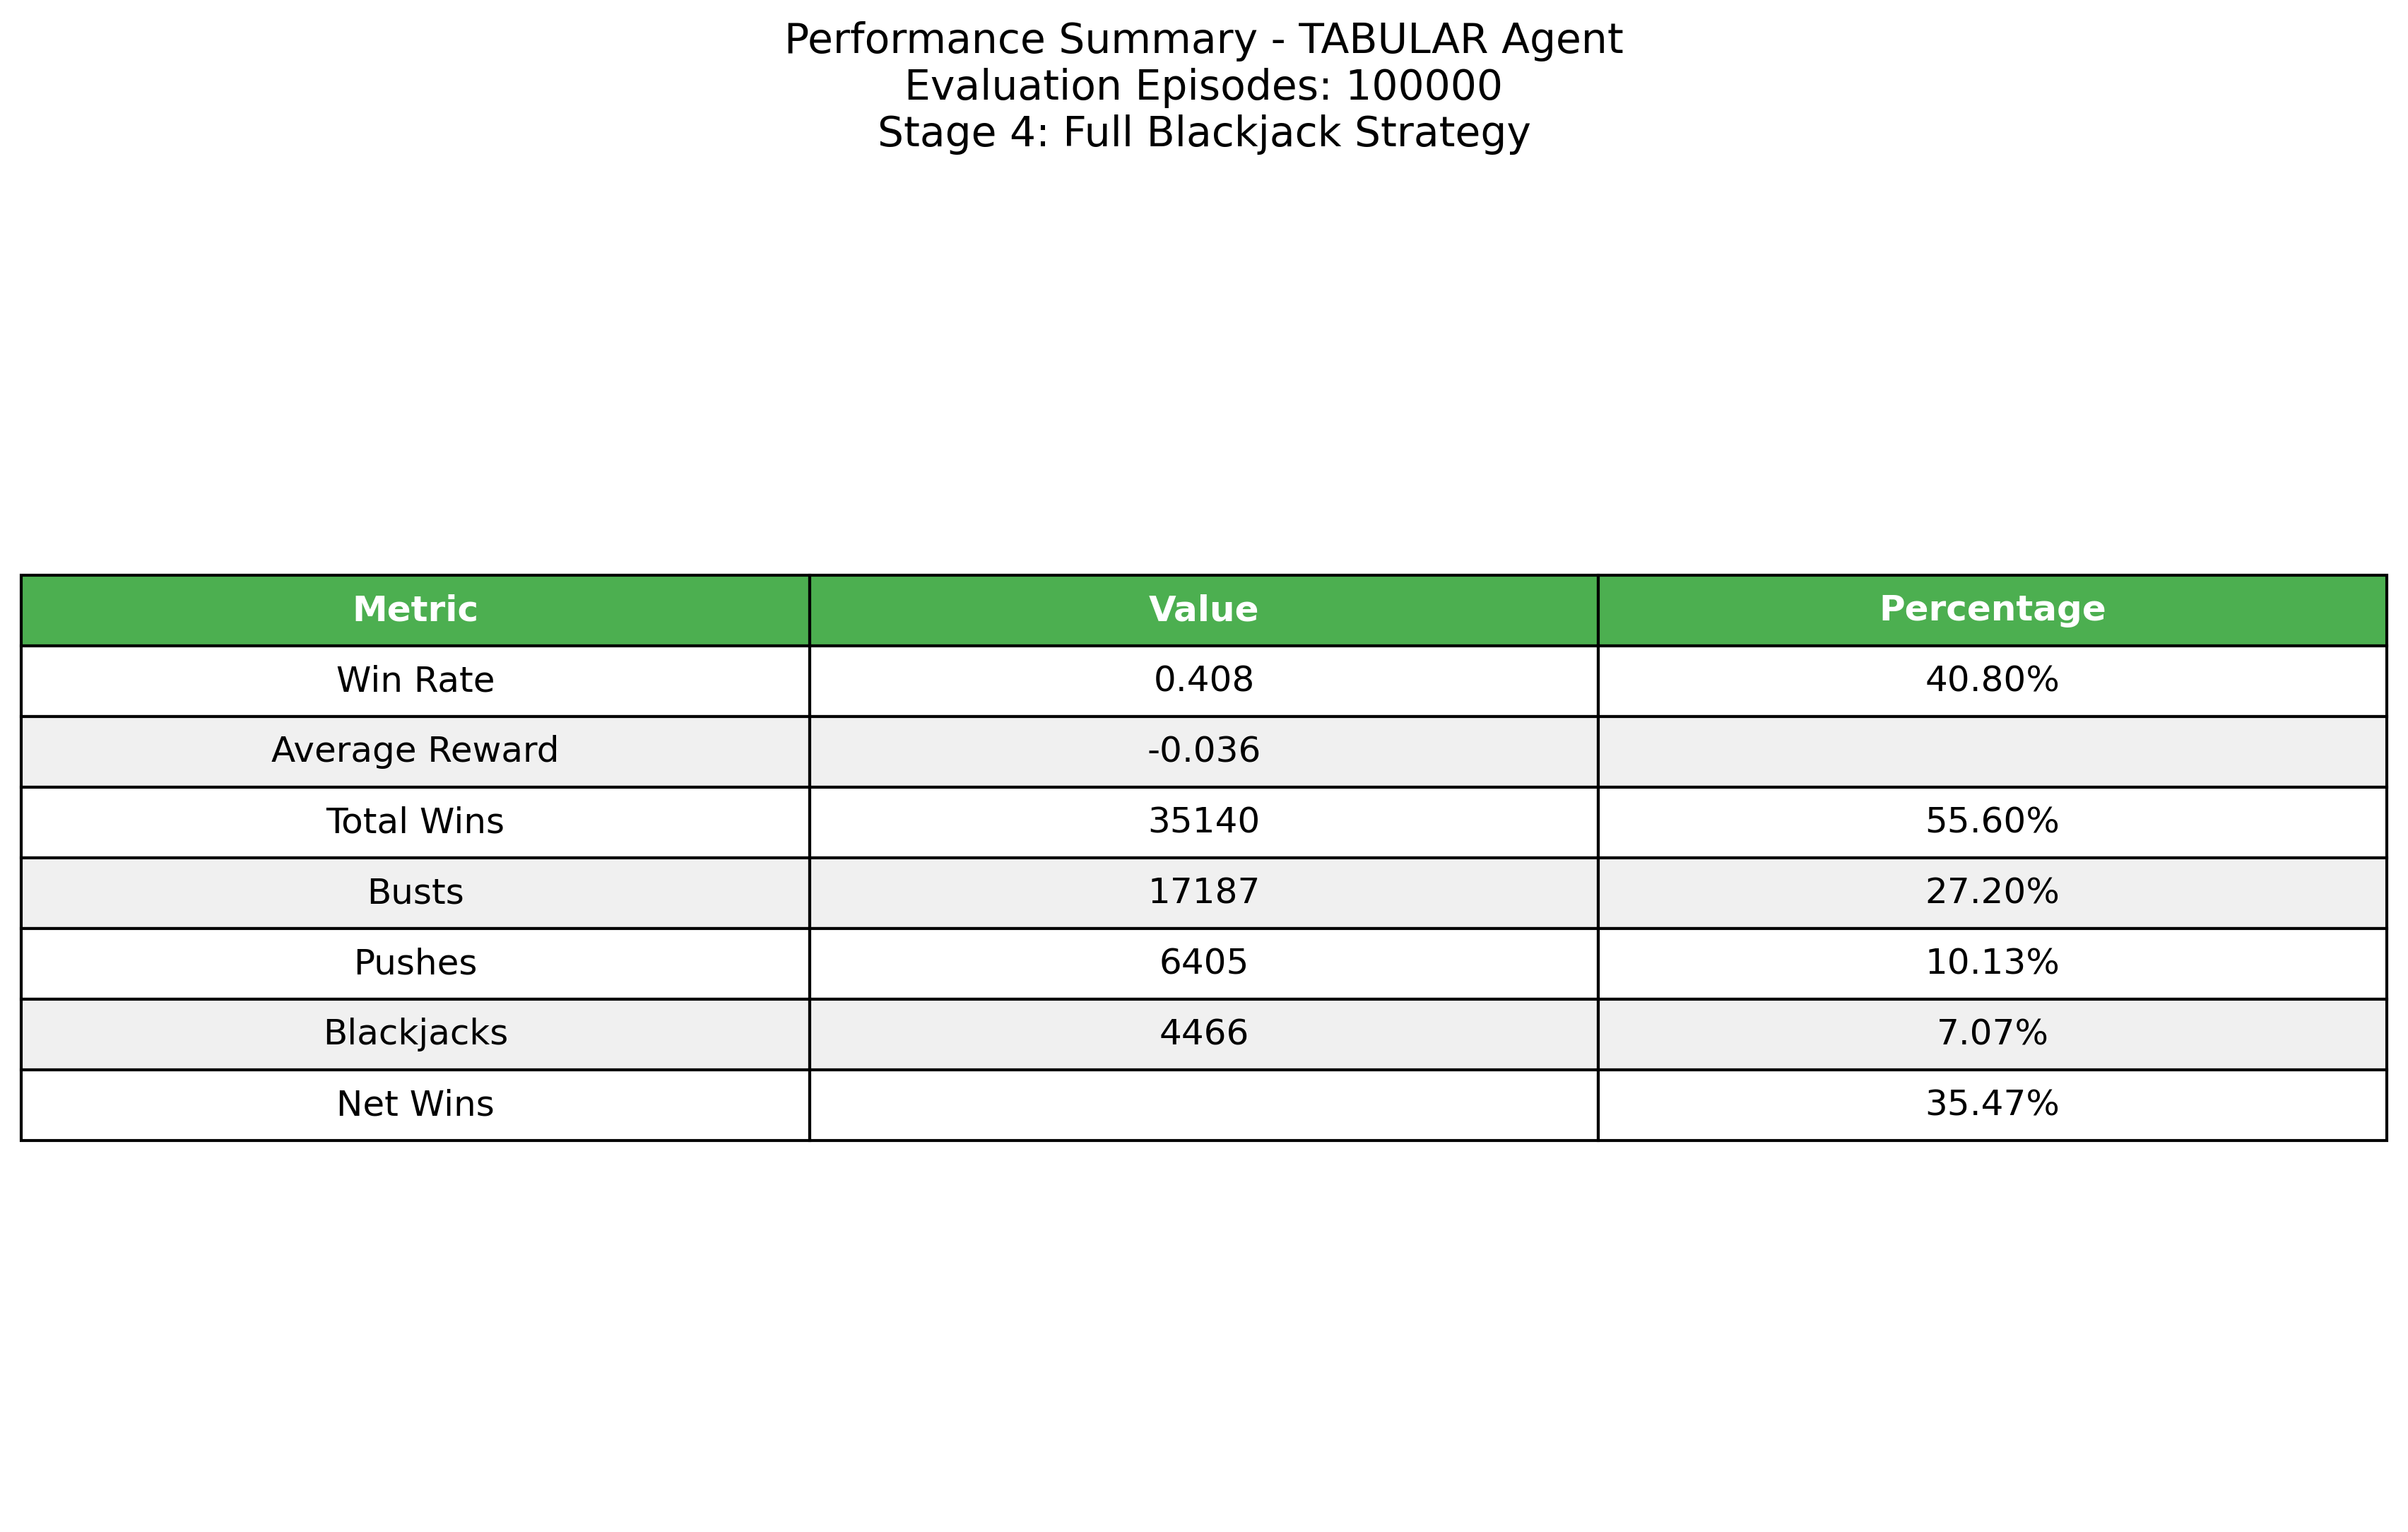 Performance Summary - TABULAR Agent
Evaluation Episodes: 100000
Stage 4: Full Blackjack Strategy
Metric Value Percentage
Win Rate 0.408 40.80%
Average Reward -0.036
Total Wins 35140 55.60%
Busts 17187 27.20%
Pushes 6405 10.13%
Blackjacks 4466 7.07%
Net Wins 35.47%